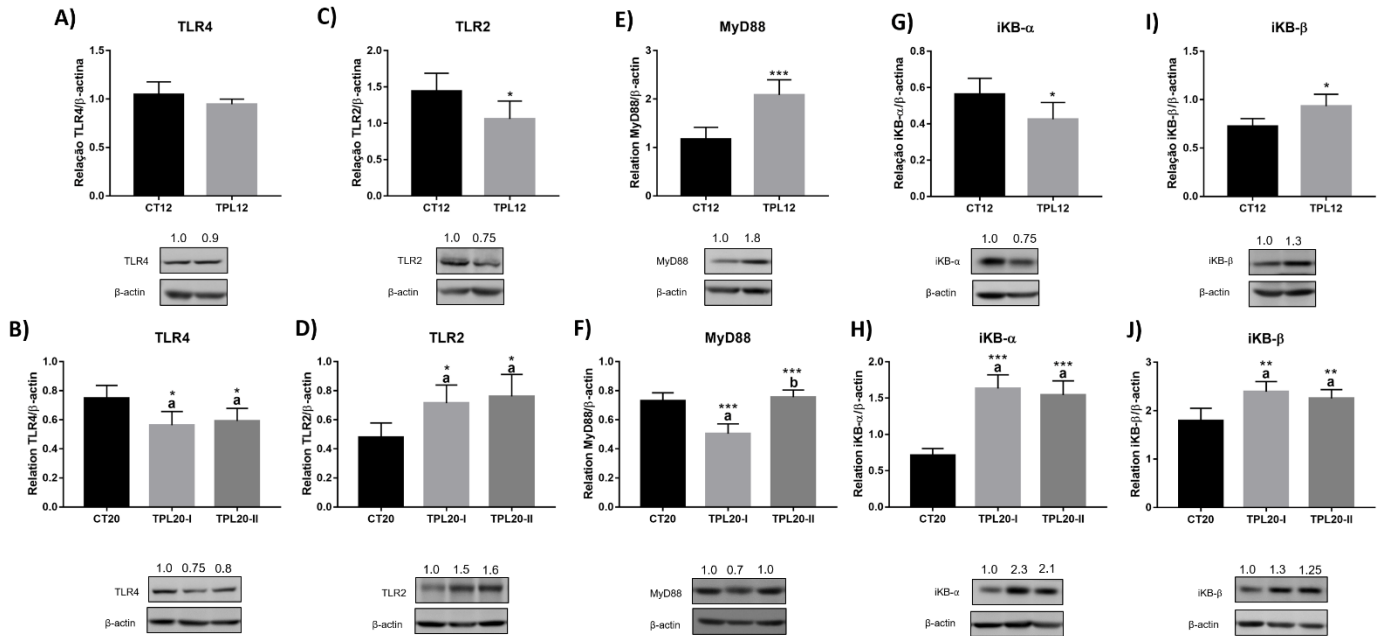 A)
TLR4
Relação TLR4/β-actina
1.5
1.0
0.5
0.0
CT12 TPL12
1.0 0.9
TLR4
β-actin
C)
TLR2
Relação TLR2/β-actina
2.0
1.5
1.0
0.5
0.0
*
CT12 TPL12
1.0 0.75
TLR2
β-actin
E)
MyD88
Relation MyD88/β-actin
3
2
1
0
***
CT12 TPL12
1.0 1.8
MyD88
β-actin
G)
iKB-α
Relação iKB-α/β-actina
0.8
0.6
0.4
0.2
0.0
*
CT12 TPL12
1.0 0.75
iKB-α
β-actin
I)
iKB-β
Relação iKB-β/β-actina
1.5
1.0
0.5
0.0
*
CT12 TPL12
1.0 1.3
iKB-β
β-actin
B)
TLR4
Relation TLR4/β-actin
1.0
0.8
0.6
0.4
0.2
0.0
* *
a a
CT20 TPL20-I TPL20-II
1.0 0.75 0.8
TLR4
β-actin
D)
TLR2
Relation TLR2/β-actin
1.0
0.8
0.6
0.4
0.2
0.0
* *
a a
CT20 TPL20-I TPL20-II
1.0 1.5 1.6
TLR2
β-actin
F)
MyD88
Relation MyD88/β-actin
1.0
0.8
0.6
0.4
0.2
0.0
*** ***
a b
CT20 TPL20-I TPL20-II
1.0 0.7 1.0
MyD88
β-actin
H)
iKB-α
Relation iKB-α/β-actin
2.0
1.5
1.0
0.5
0.0
*** ***
a a
CT20 TPL20-I TPL20-II
1.0 2.3 2.1
iKB-α
β-actin
J)
iKB-β
Relation iKB-β/β-actin
3
2
1
0
** **
a a
CT20 TPL20-I TPL20-II
1.0 1.3 1.25
iKB-β
β-actin